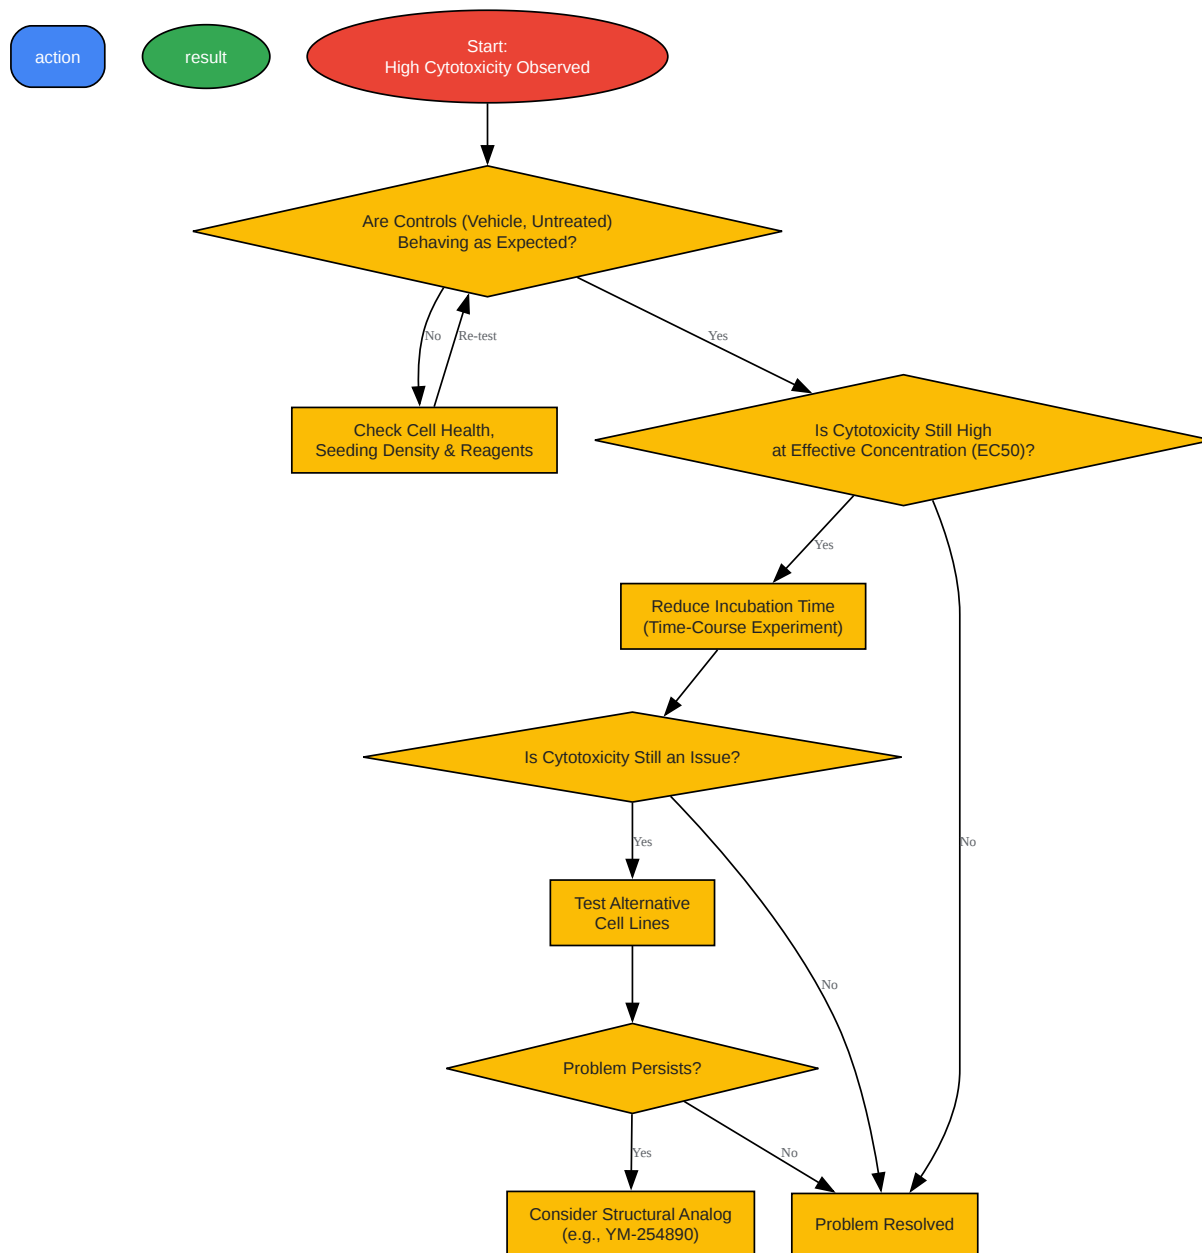 action
result
Start:
High Cytotoxicity Observed
Are Controls (Vehicle, Untreated)
Behaving as Expected?
No
Re-test
Yes
Check Cell Health,
Seeding Density & Reagents
Is Cytotoxicity Still High
at Effective Concentration (EC50)?
Yes
Reduce Incubation Time
(Time-Course Experiment)
Is Cytotoxicity Still an Issue?
Yes
No
Test Alternative
Cell Lines
No
Problem Persists?
Yes
No
Consider Structural Analog
(e.g., YM-254890)
Problem Resolved